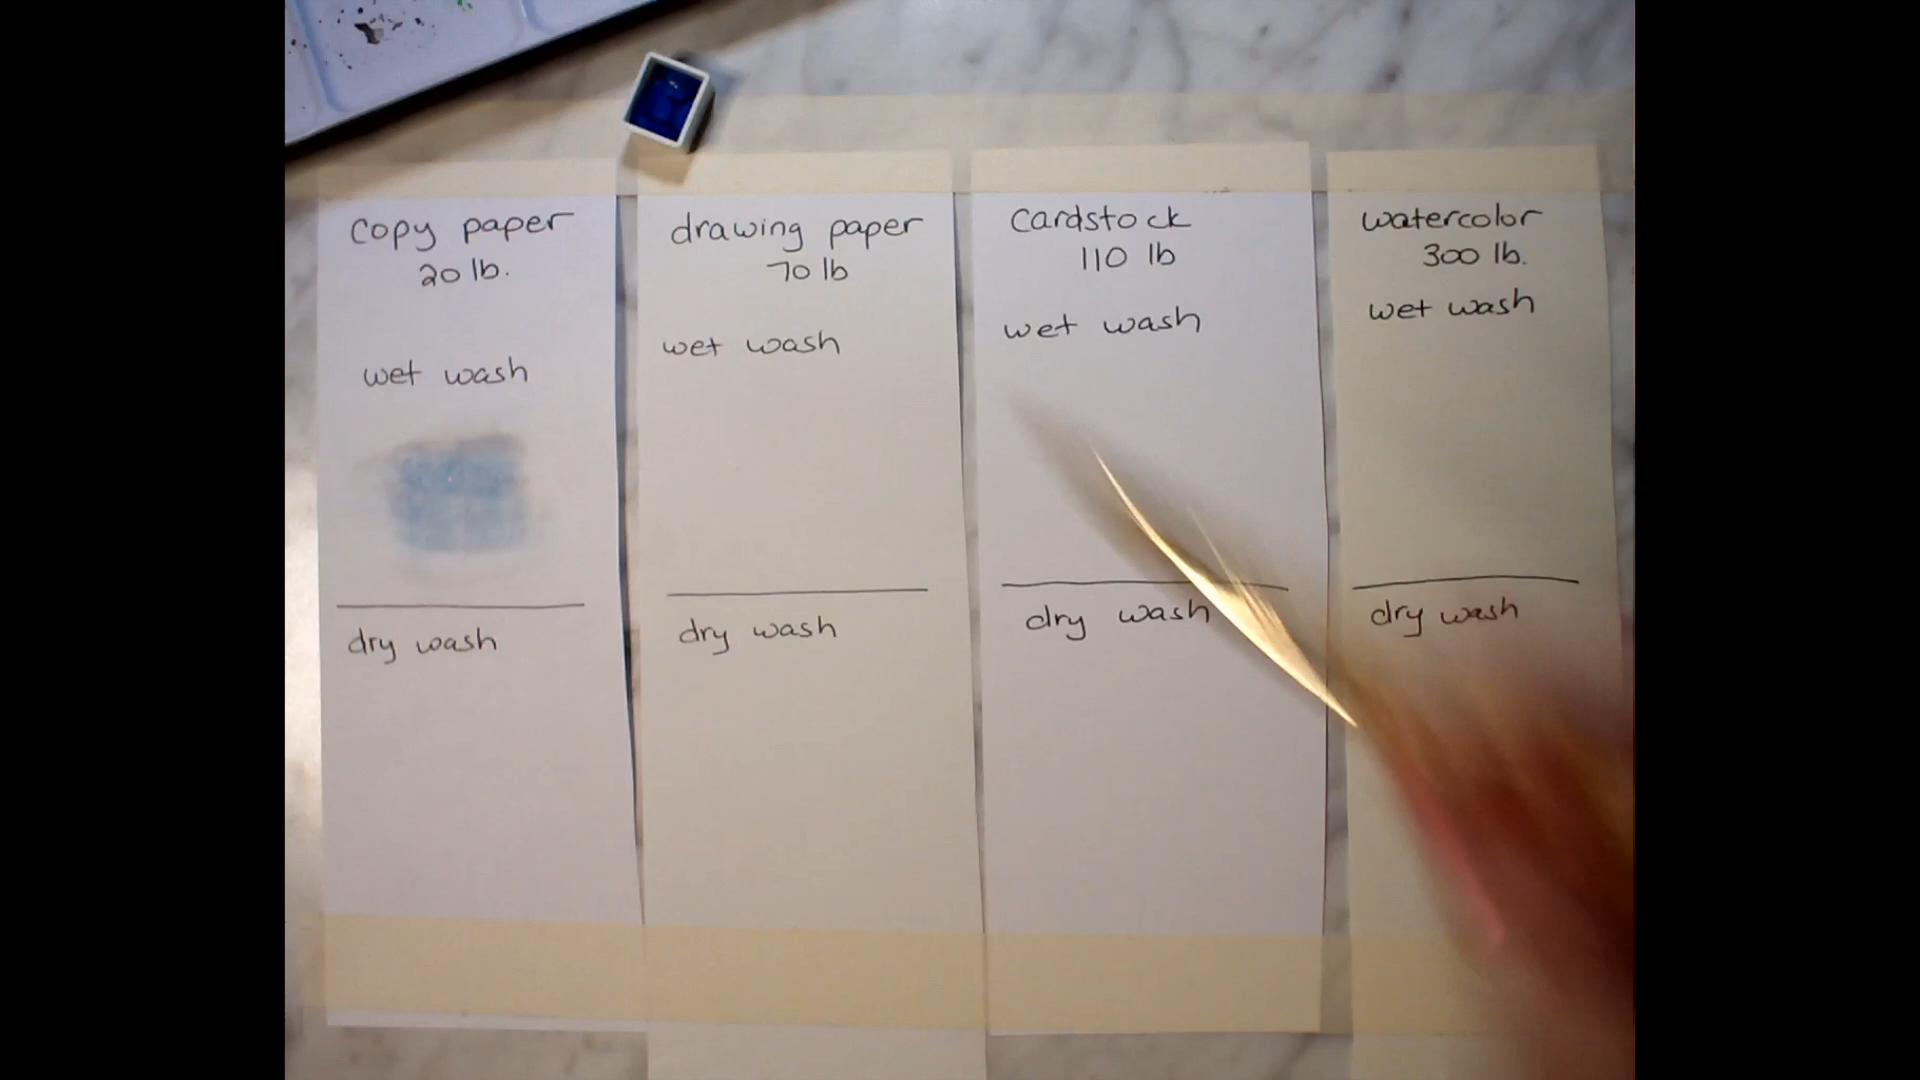 copy paper
20 lb.
wet wash
dry wash
drawing paper
70 lb
wet wash
dry wash
cardstock
110 lb
wet wash
dry wash
watercolor
300 lb.
wet wash
dry wash